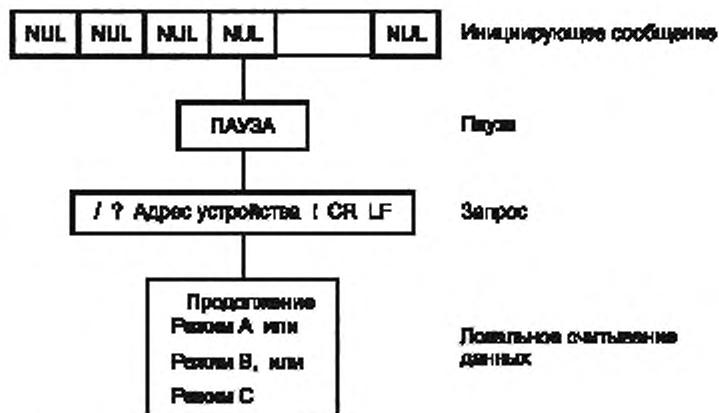 NUL NUL NUL NUL NUL Инициирующее сообщение
ПАУЗА Пауза
/ ? Адрес устройства ! CR LF Запрос
Продолжение
Режим A или
Режим B, или
Режим C
Локальное считывание
данных